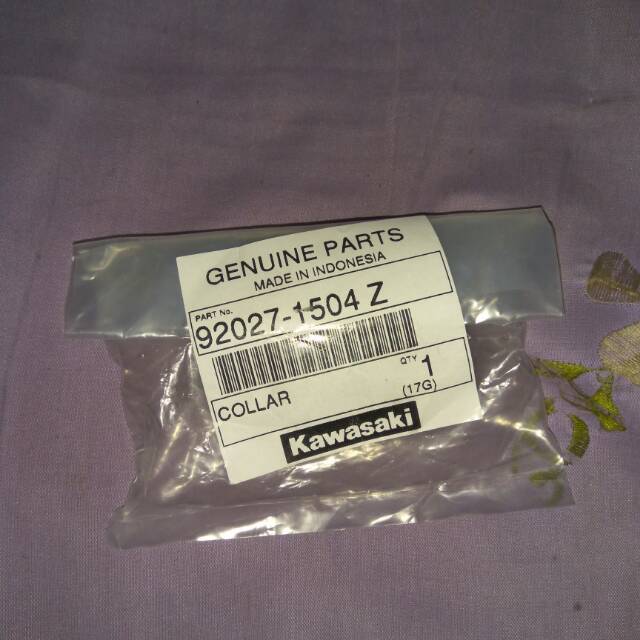 GENUINE PARTS
MADE IN INDONESIA
PART No.
92027-1504 Z
COLLAR
QTY 1
(17G)
Kawasaki